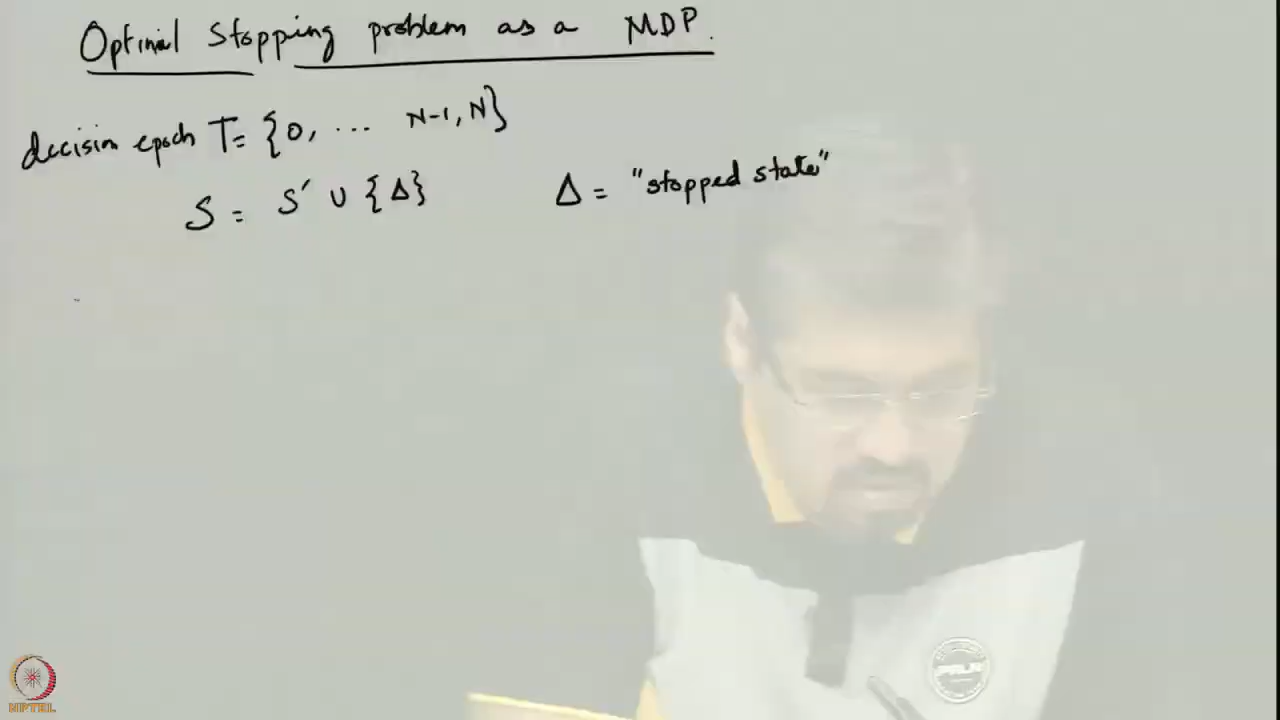 Optimal Stopping problem as a MDP.
decision epoch T = {0, ... N-1, N}
S = S' ∪ {Δ} Δ = "stopped state"
NPTEL